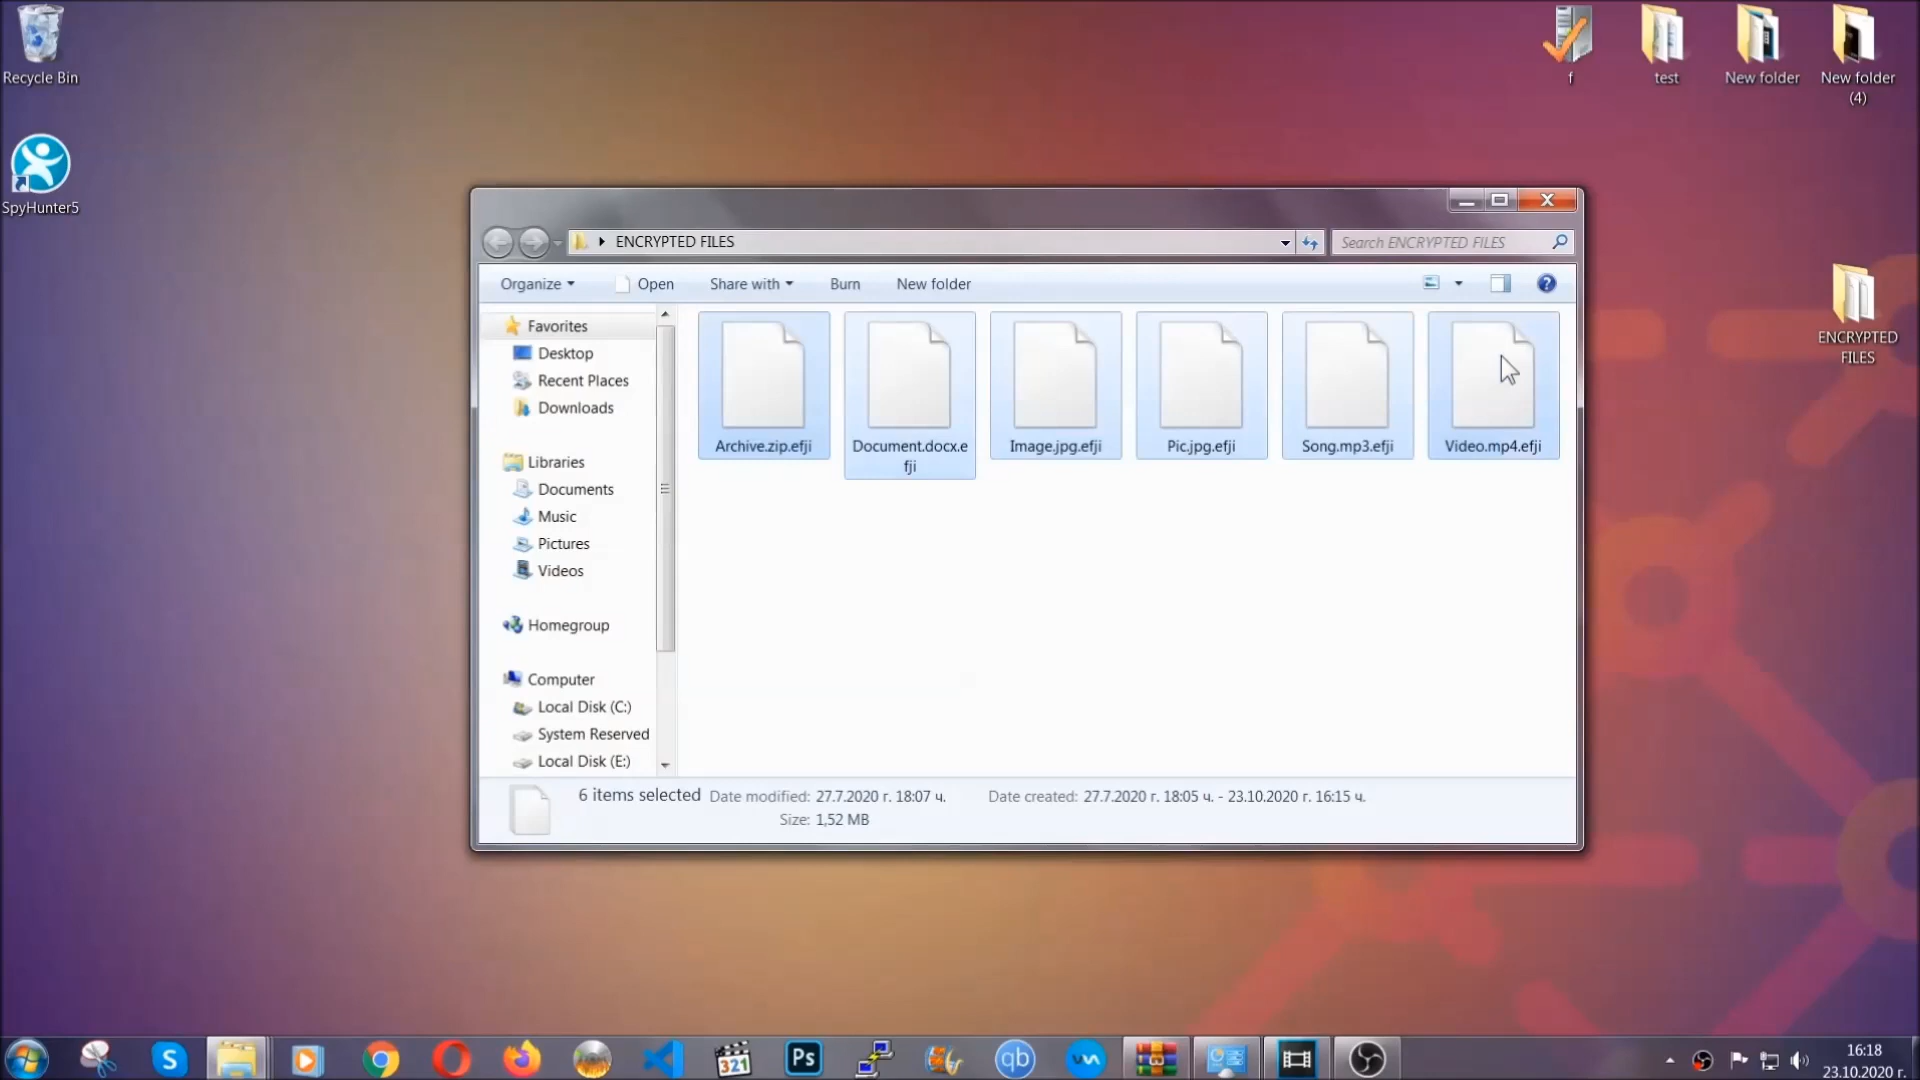 Recycle Bin
SpyHunter5
f
test
New folder
New folder
(4)
ENCRYPTED
FILES
ENCRYPTED FILES
Search ENCRYPTED FILES
Organize
Open
Share with
Burn
New folder
Favorites
Desktop
Recent Places
Downloads
Libraries
Documents
Music
Pictures
Videos
Homegroup
Computer
Local Disk (C:)
System Reserved
Local Disk (E:)
Archive.zip.efji
Document.docx.e
fji
Image.jpg.efji
Pic.jpg.efji
Song.mp3.efji
Video.mp4.efji
6 items selected
Date modified: 27.7.2020 г. 18:07 ч.
Date created: 27.7.2020 г. 18:05 ч. - 23.10.2020 г. 16:15 ч.
Size: 1,52 MB
S
321
Ps
qb
16:18
23.10.2020 г.